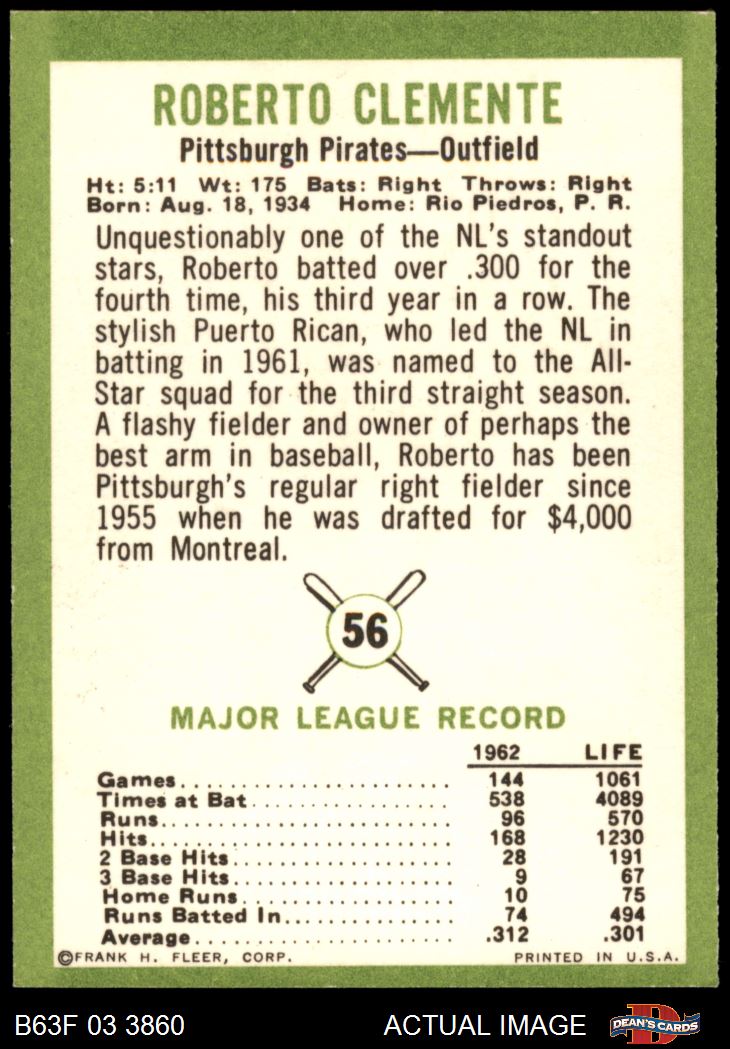 ROBERTO CLEMENTE
Pittsburgh Pirates—Outfield
Ht: 5:11 Wt: 175 Bats: Right Throws: Right
Born: Aug. 18, 1934 Home: Rio Piedros, P. R.
Unquestionably one of the NL's standout
stars, Roberto batted over .300 for the
fourth time, his third year in a row. The
stylish Puerto Rican, who led the NL in
batting in 1961, was named to the All-
Star squad for the third straight season.
A flashy fielder and owner of perhaps the
best arm in baseball, Roberto has been
Pittsburgh's regular right fielder since
1955 when he was drafted for $4,000
from Montreal.
56
MAJOR LEAGUE RECORD
1962 LIFE
Games........................ 144 1061
Times at Bat.................. 538 4089
Runs......................... 96 570
Hits.......................... 168 1230
2 Base Hits................... 28 191
3 Base Hits................... 9 67
Home Runs.................... 10 75
Runs Batted In............... 74 494
Average....................... .312 .301
©FRANK H. FLEER, CORP. PRINTED IN U.S.A.
B63F 03 3860 ACTUAL IMAGE D DEAN'S CARDS